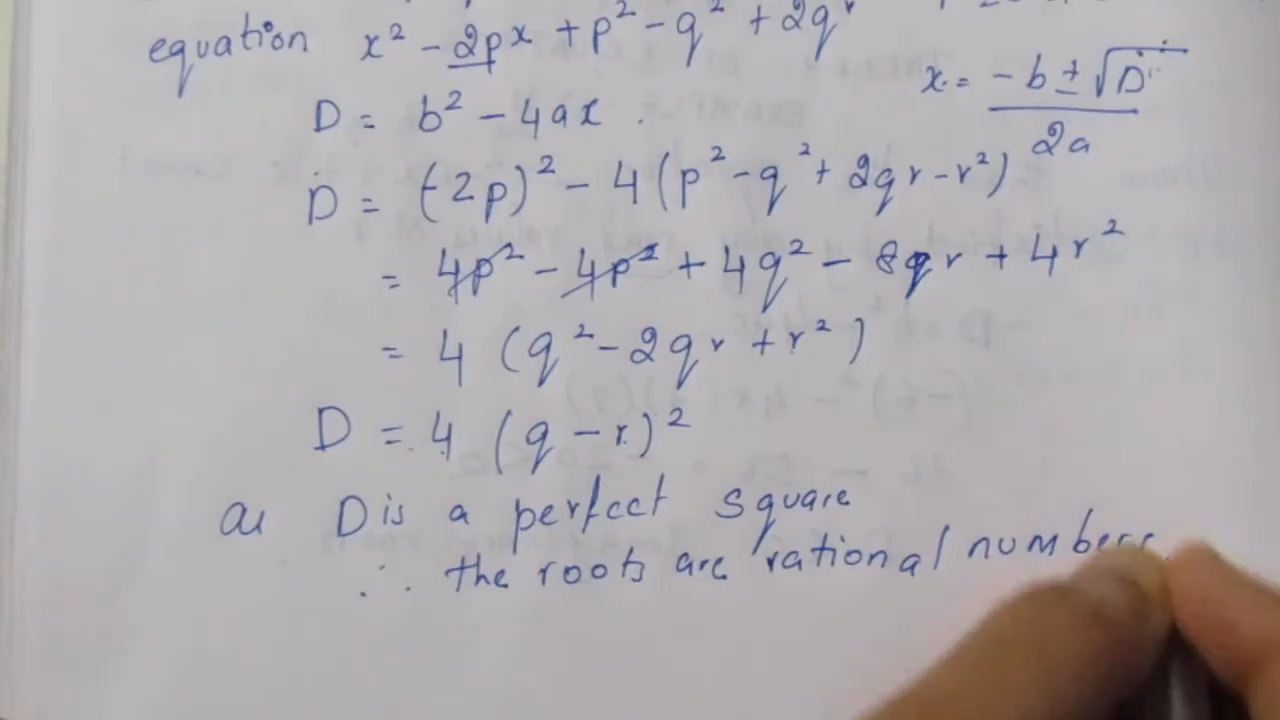 equation x² - 2px + p² - q² + 2qr
x = -b ± √D / 2a
D = b² - 4ac .
D = (-2p)² - 4(p² - q² + 2qr - r²)
= 4p² - 4p² + 4q² - 8qr + 4r²
= 4 (q² - 2qr + r²)
D = 4 (q - r)²
as D is a perfect square
∴ the roots are rational numbers